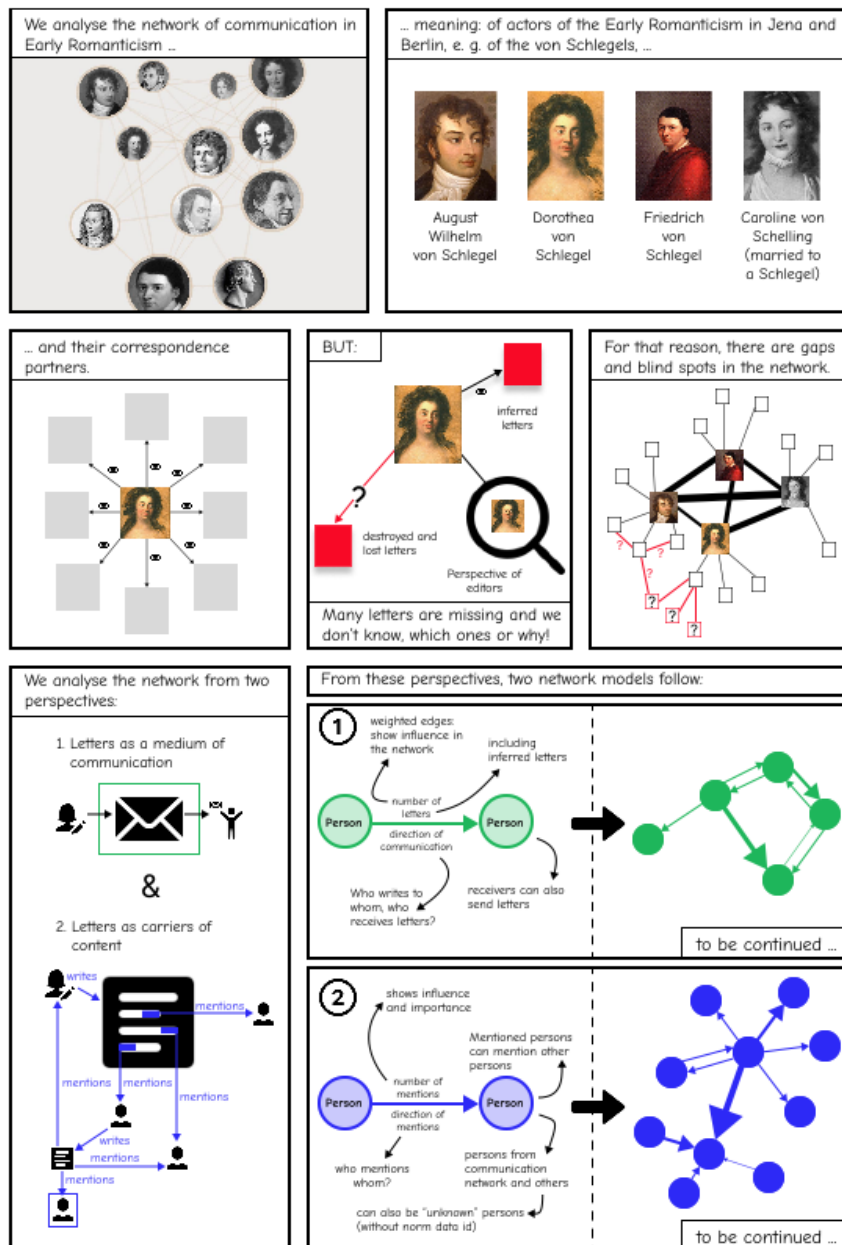 We analyse the network of communication in
Early Romanticism ...
... meaning: of actors of the Early Romanticism in Jena and
Berlin, e. g. of the von Schlegels, ...
August
Wilhelm
von Schlegel
Dorothea
von
Schlegel
Friedrich
von
Schlegel
Caroline von
Schelling
(married to
a Schlegel)
... and their correspondence
partners.
BUT:
inferred
letters
?
destroyed and
lost letters
Perspective of
editors
Many letters are missing and we
don't know, which ones or why!
For that reason, there are gaps
and blind spots in the network.
?
?
?
?
?
?
We analyse the network from two
perspectives:
1. Letters as a medium of
communication
&
2. Letters as carriers of
content
writes
mentions
mentions
mentions
mentions
writes
mentions
mentions
From these perspectives, two network models follow:
1
weighted edges:
show influence in
the network
including
inferred letters
Person
number of
letters
direction of
communication
Person
Who writes to
whom, who
receives letters?
receivers can also
send letters
to be continued ...
2
shows influence
and importance
Mentioned persons
can mention other
persons
Person
number of
mentions
direction of
mentions
Person
who mentions
whom?
persons from
communication
network and others
can also be "unknown" persons
(without norm data id)
to be continued ...